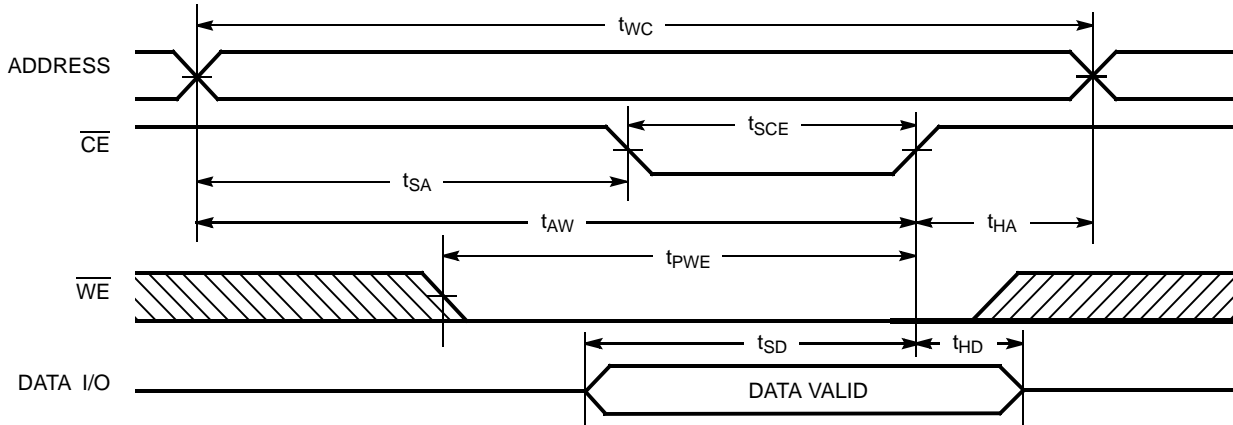 tWC
ADDRESS
CE
tSCE
tSA
tAW
tHA
tPWE
WE
tSD
tHD
DATA I/O
DATA VALID